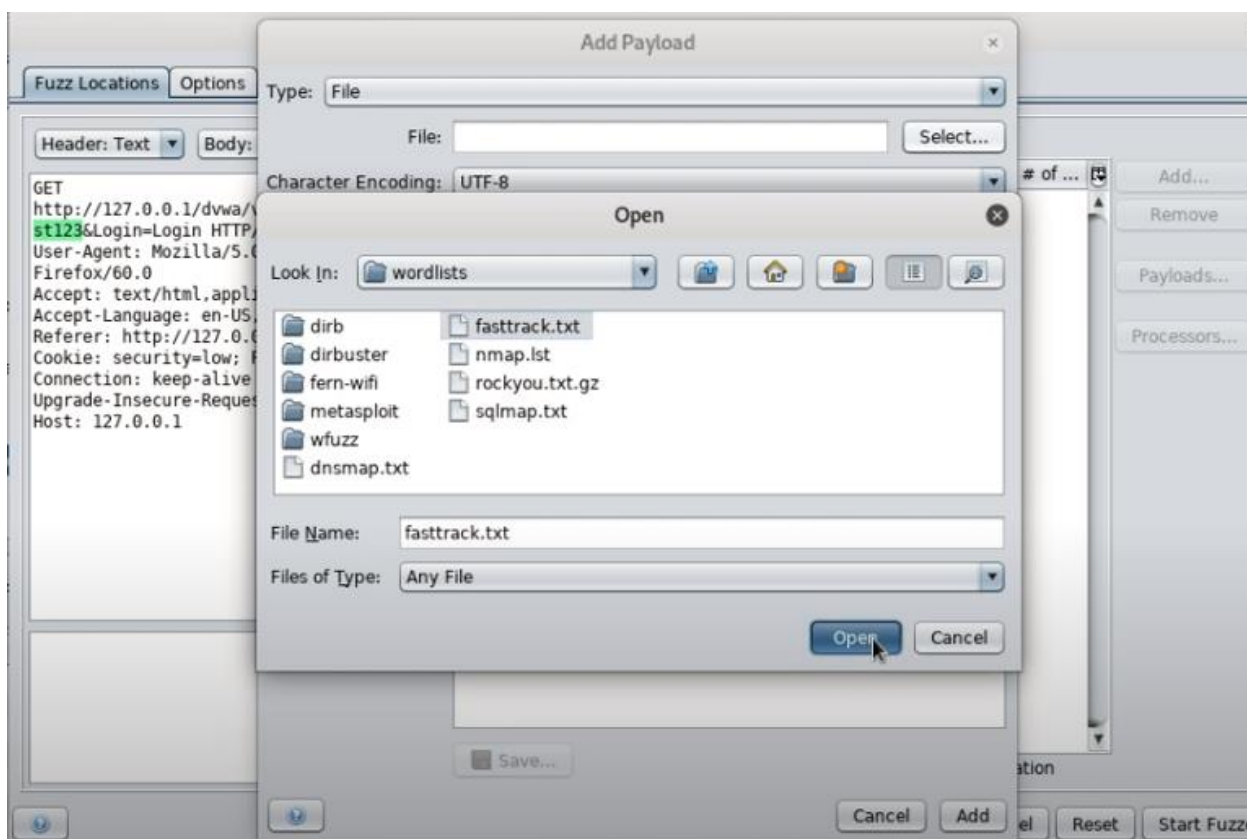 Add Payload
Fuzz Locations
Options
Type: File
Header: Text
Body:
File:
Select...
Character Encoding: UTF-8
# of ...
Add...
Remove
Payloads...
Processors...
GET
http://127.0.0.1/dvwa/
st123&Login=Login HTTP/
User-Agent: Mozilla/5.0
Firefox/60.0
Accept: text/html,appli
Accept-Language: en-US,
Referer: http://127.0.0
Cookie: security=low;
Connection: keep-alive
Upgrade-Insecure-Reques
Host: 127.0.0.1
Open
Look In: wordlists
dirb
dirbuster
fern-wifi
metasploit
wfuzz
dnsmap.txt
fasttrack.txt
nmap.lst
rockyou.txt.gz
sqlmap.txt
File Name: fasttrack.txt
Files of Type: Any File
Open
Cancel
Save...
ation
Cancel
Add
el
Reset
Start Fuzz